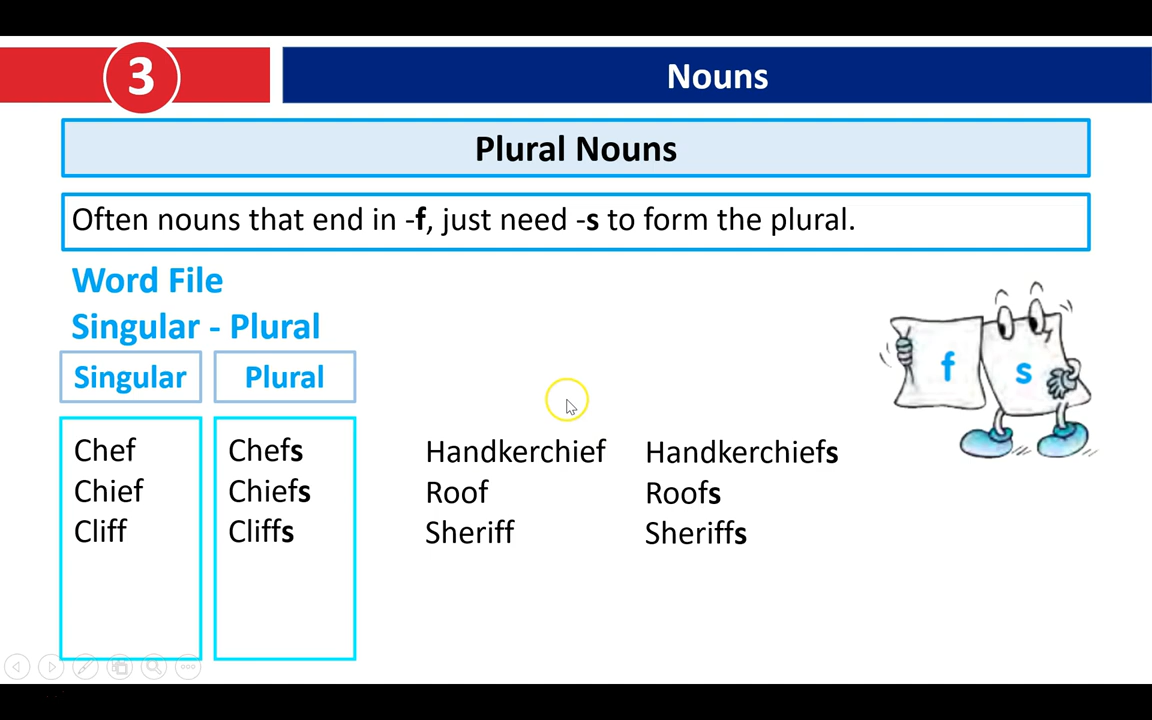 3
Nouns
Plural Nouns
Often nouns that end in -f, just need -s to form the plural.
Word File
Singular - Plural
Singular Plural
Chef Chefs Handkerchief Handkerchiefs
Chief Chiefs Roof Roofs
Cliff Cliffs Sheriff Sheriffs
f s